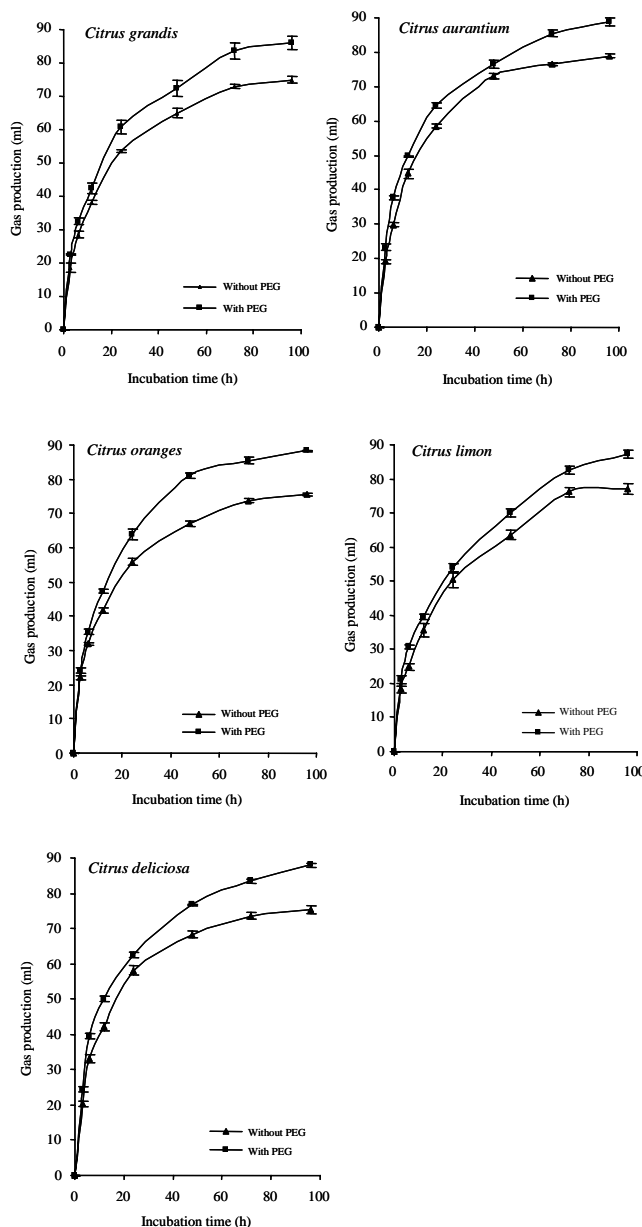 Citrus grandis
Gas production (ml)
90
80
70
60
50
40
30
20
10
0
Without PEG
With PEG
0 20 40 60 80 100
Incubation time (h)
Citrus aurantium
Gas production (ml)
90
80
70
60
50
40
30
20
10
0
Without PEG
With PEG
0 20 40 60 80 100
Incubation time (h)
Citrus oranges
Gas production (ml)
90
80
70
60
50
40
30
20
10
0
Without PEG
With PEG
0 20 40 60 80 100
Incubation time (h)
Citrus limon
Gas production (ml)
90
80
70
60
50
40
30
20
10
0
Without PEG
With PEG
0 20 40 60 80 100
Incubation time (h)
Citrus deliciosa
Gas production (ml)
90
80
70
60
50
40
30
20
10
0
Without PEG
With PEG
0 20 40 60 80 100
Incubation time (h)